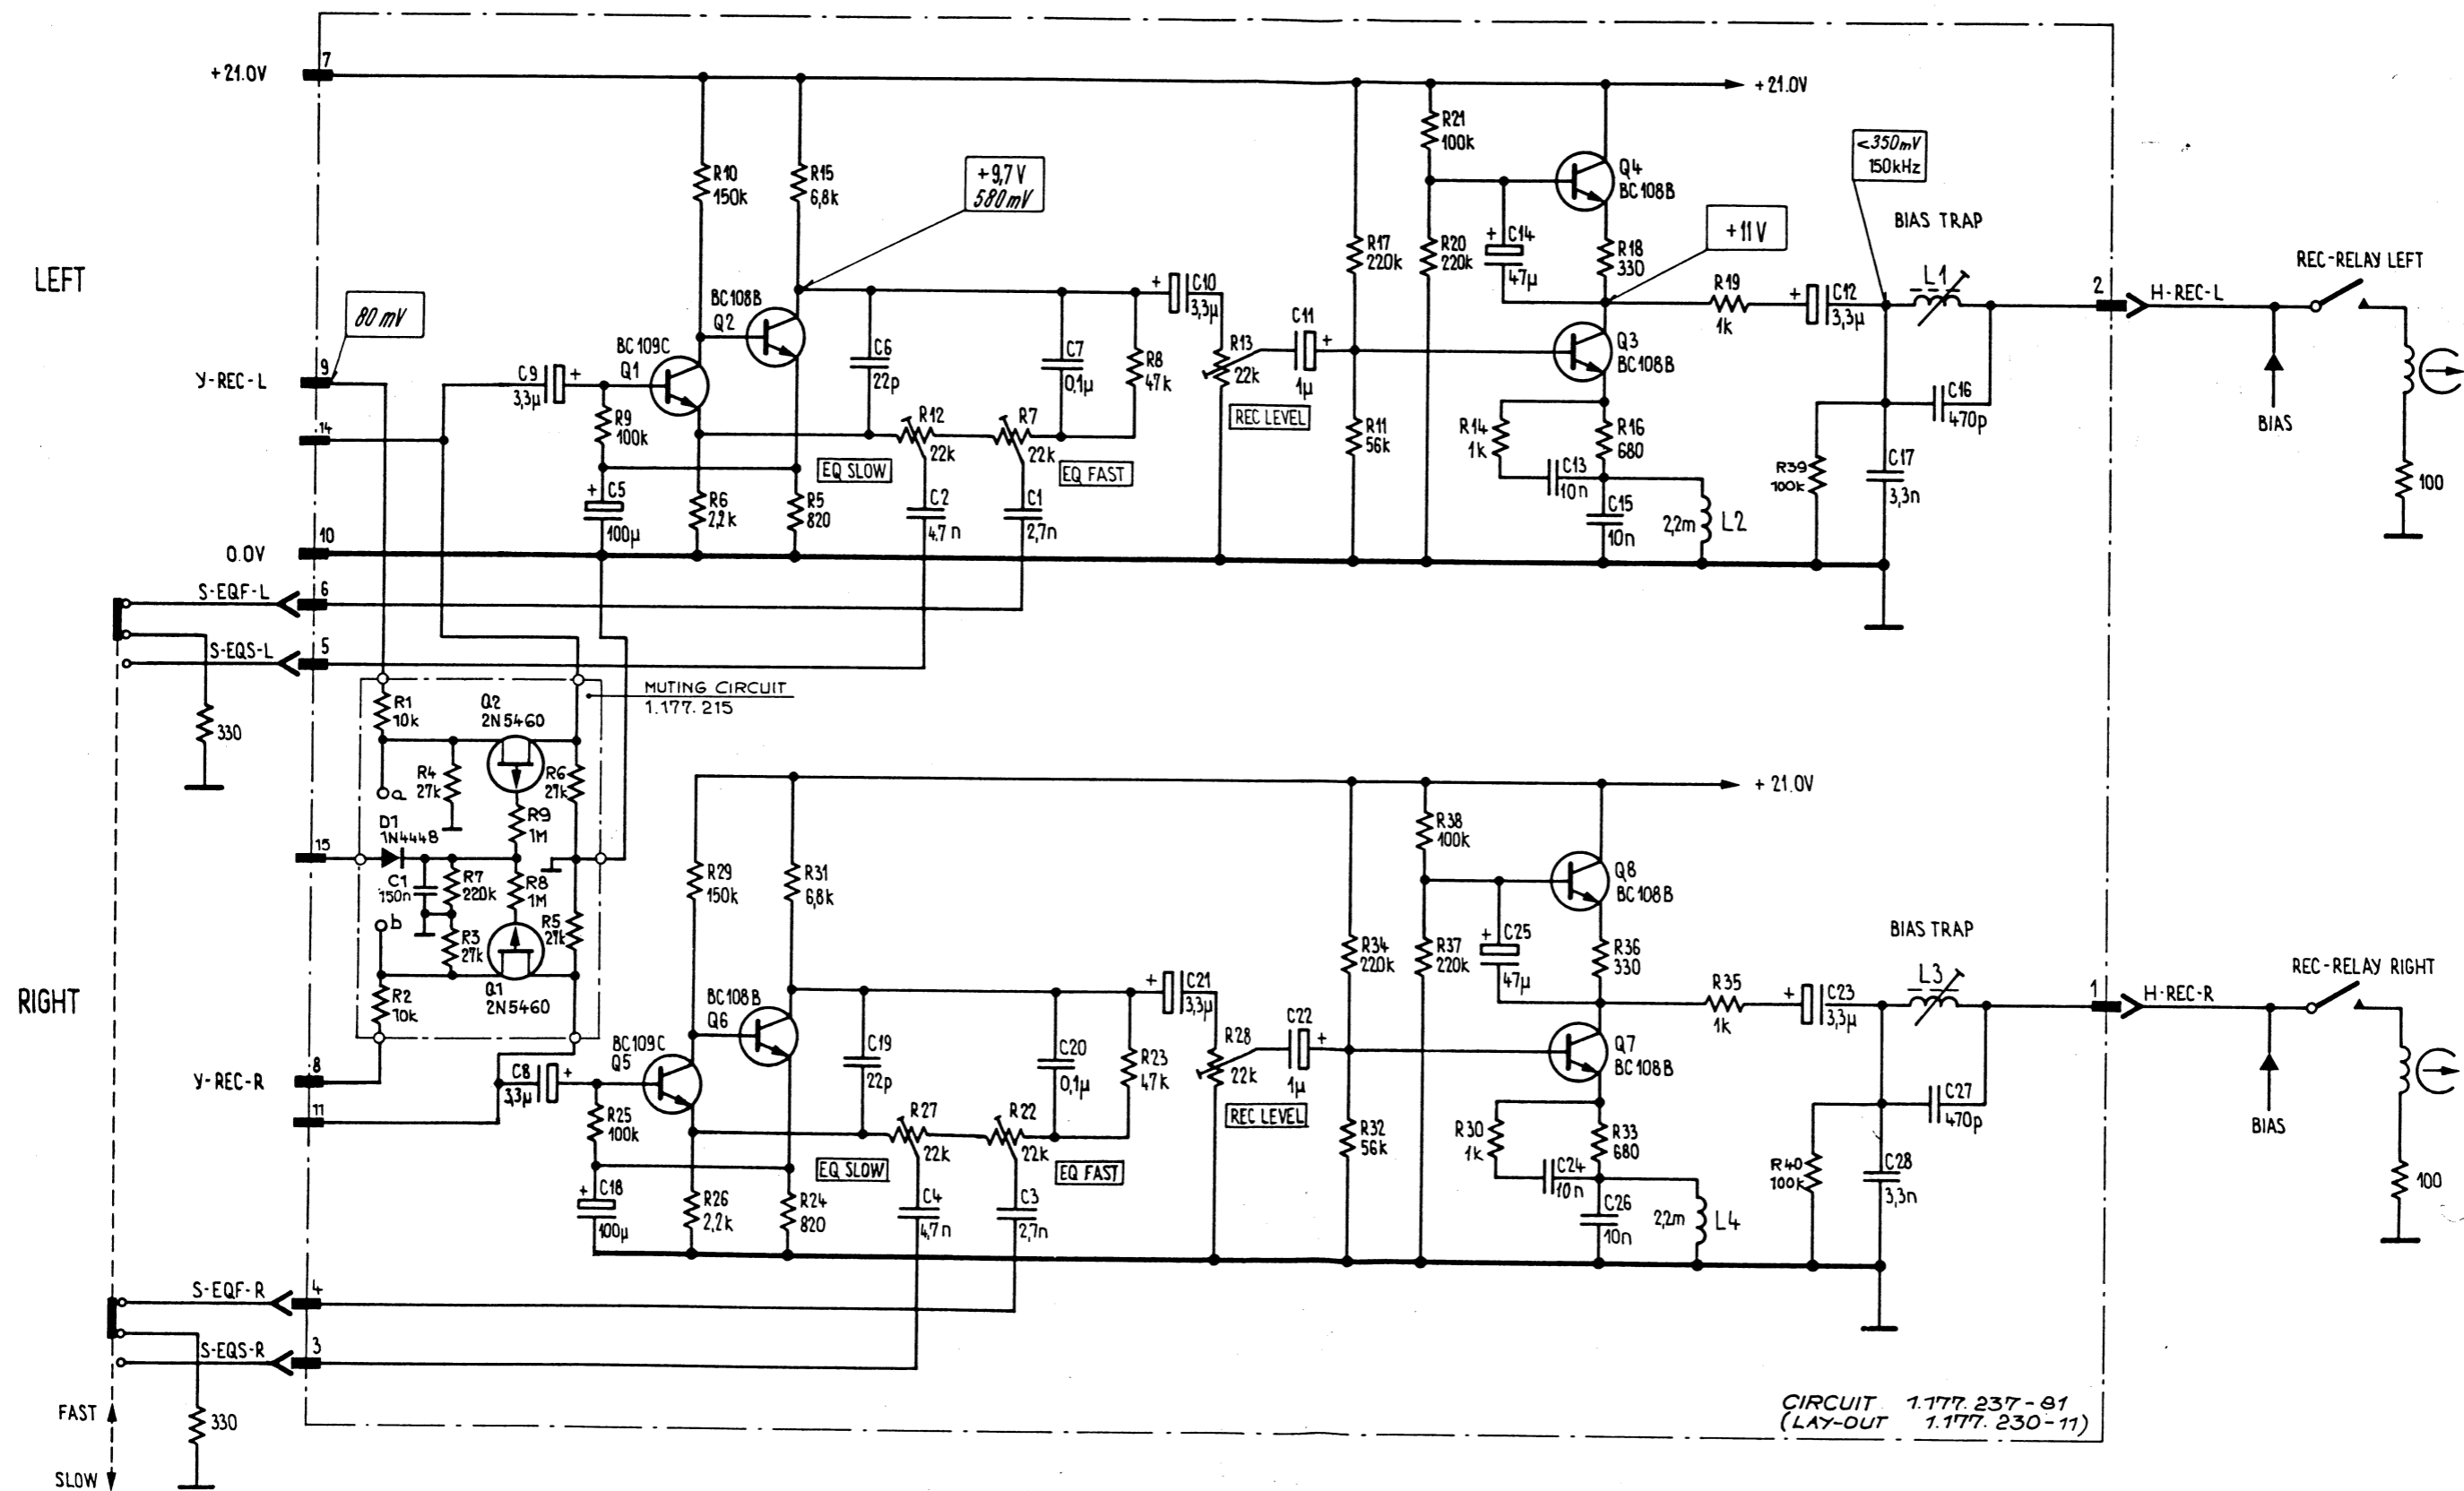 +21.0V
7
+21.0V
R10
150k
R15
6,8k
+9,7V
580mV
R21
100k
Q4
BC108B
<350mV
150kHz
BIAS TRAP
LEFT
R17
220k
R20
220k
+
C14
47µ
R18
330
+11V
L1
REC-RELAY LEFT
80mV
BC108B
Q2
+
C10
3,3µ
R19
1k
+
C12
3,3µ
2
H-REC-L
BC109C
Q1
C6
22p
C7
0,1µ
R8
47k
R13
22k
C11
+
1µ
Q3
BC108B
Y-REC-L
9
C9
+
3,3µ
R9
100k
R12
22k
R7
22k
REC LEVEL
R11
56k
R14
1k
R16
680
C16
470p
BIAS
14
EQ SLOW
EQ FAST
+
C5
100µ
R6
2,2k
R5
820
C2
4.7n
C1
2,7n
C13
10n
C15
10n
2,2m
L2
R39
100k
C17
3,3n
100
0.0V
10
S-EQF-L
6
S-EQS-L
5
330
MUTING CIRCUIT
1.177.215
R1
10k
Q2
2N5460
R4
27k
R6
27k
a
R9
1M
D1
1N4448
15
C1
150n
R7
220k
R8
1M
b
R3
27k
R5
27k
R2
10k
Q1
2N5460
+21.0V
R38
100k
R29
150k
R31
6,8k
Q8
BC108B
BIAS TRAP
R34
220k
R37
220k
+
C25
47µ
R36
330
L3
REC-RELAY RIGHT
RIGHT
BC108B
Q6
+
C21
3,3µ
R35
1k
+
C23
3,3µ
1
H-REC-R
BC109C
Q5
C19
22p
C20
0,1µ
R23
47k
R28
22k
C22
+
1µ
Q7
BC108B
Y-REC-R
8
C8
+
3,3µ
11
R25
100k
R27
22k
R22
22k
REC LEVEL
R32
56k
R30
1k
R33
680
C27
470p
BIAS
EQ SLOW
EQ FAST
+
C18
100µ
R26
2,2k
R24
820
C4
4,7n
C3
2,7n
C24
10n
C26
10n
2,2m
L4
R40
100k
C28
3,3n
100
S-EQF-R
4
S-EQS-R
3
330
FAST
SLOW
CIRCUIT 1.177.237-81
(LAY-OUT 1.177.230-11)